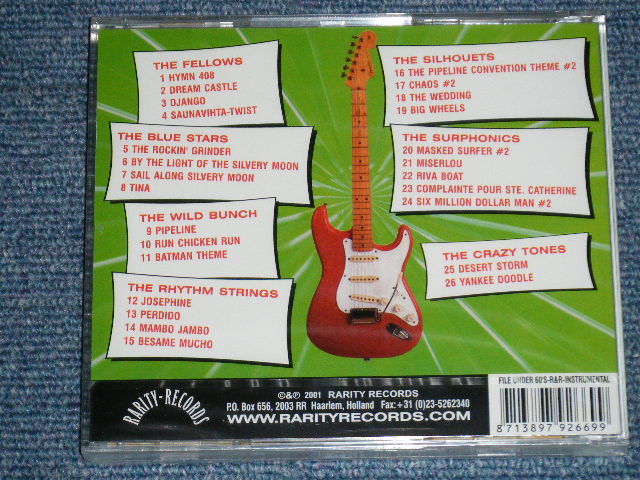 THE FELLOWS
1 HYMN 408
2 DREAM CASTLE
3 DJANGO
4 SAUNAVIHTA-TWIST
THE BLUE STARS
5 THE ROCKIN' GRINDER
6 BY THE LIGHT OF THE SILVERY MOON
7 SAIL ALONG SILVERY MOON
8 TINA
THE WILD BUNCH
9 PIPELINE
10 RUN CHICKEN RUN
11 BATMAN THEME
THE RHYTHM STRINGS
12 JOSEPHINE
13 PERDIDO
14 MAMBO JAMBO
15 BESAME MUCHO
THE SILHOUETS
16 THE PIPELINE CONVENTION THEME #2
17 CHAOS #2
18 THE WEDDING
19 BIG WHEELS
THE SURPHONICS
20 MASKED SURFER #2
21 MISERLOU
22 RIVA BOAT
23 COMPLAINTE POUR STE. CATHERINE
24 SIX MILLION DOLLAR MAN #2
THE CRAZY TONES
25 DESERT STORM
26 YANKEE DOODLE
RARITY-RECORDS
©&℗ 2001 RARITY RECORDS
P.O. Box 656, 2003 RR Haarlem, Holland Fax:+31 (0)23-5262340
WWW.RARITYRECORDS.COM
FILE UNDER 60'S-R&R-INSTRUMENTAL
8713897926699